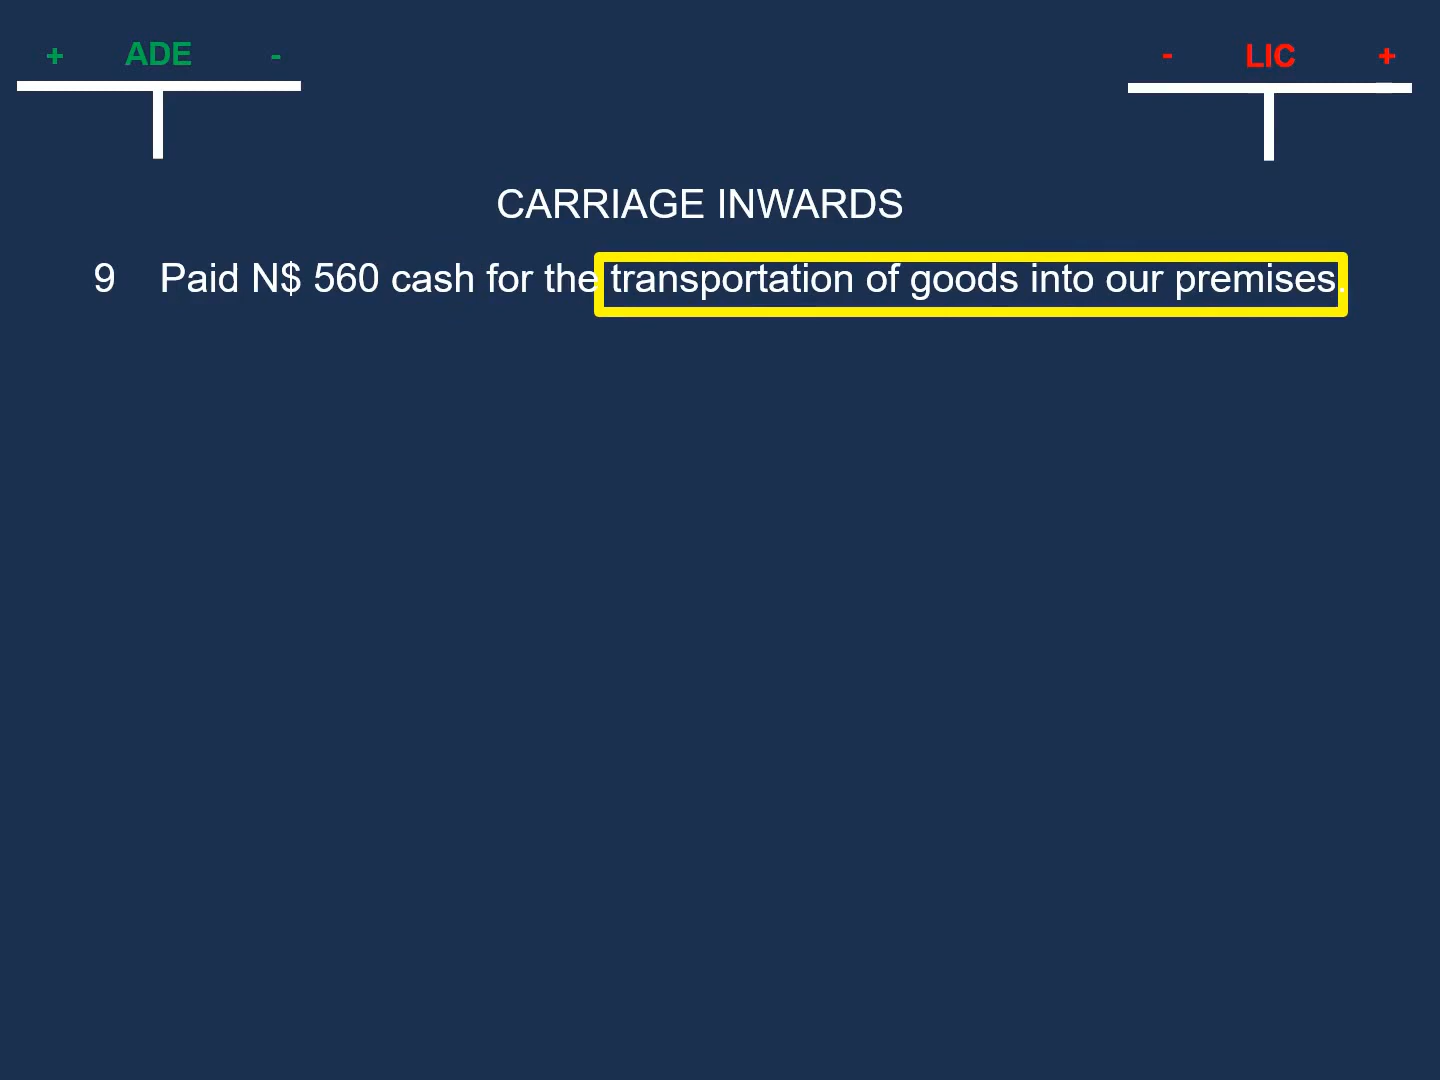 + ADE -
- LIC +
CARRIAGE INWARDS
9 Paid N$ 560 cash for the transportation of goods into our premises.